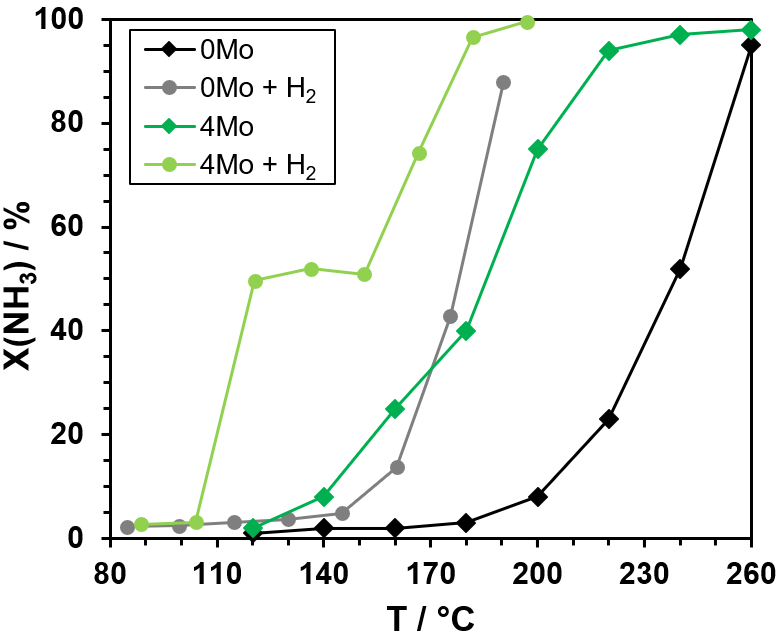 100
80
60
40
20
0
X(NH₃) / %
0Mo
0Mo + H₂
4Mo
4Mo + H₂
80 110 140 170 200 230 260
T / °C